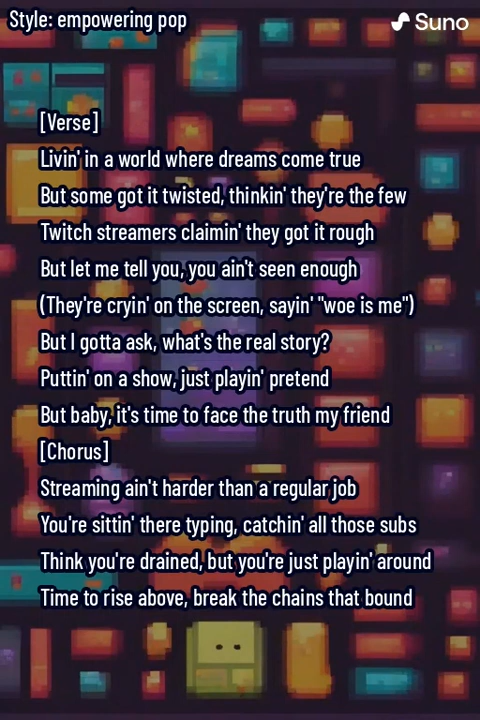 Style: empowering pop
Suno
[Verse]
Livin' in a world where dreams come true
But some got it twisted, thinkin' they're the few
Twitch streamers claimin' they got it rough
But let me tell you, you ain't seen enough
(They're cryin' on the screen, sayin' "woe is me")
But I gotta ask, what's the real story?
Puttin' on a show, just playin' pretend
But baby, it's time to face the truth my friend
[Chorus]
Streaming ain't harder than a regular job
You're sittin' there typing, catchin' all those subs
Think you're drained, but you're just playin' around
Time to rise above, break the chains that bound